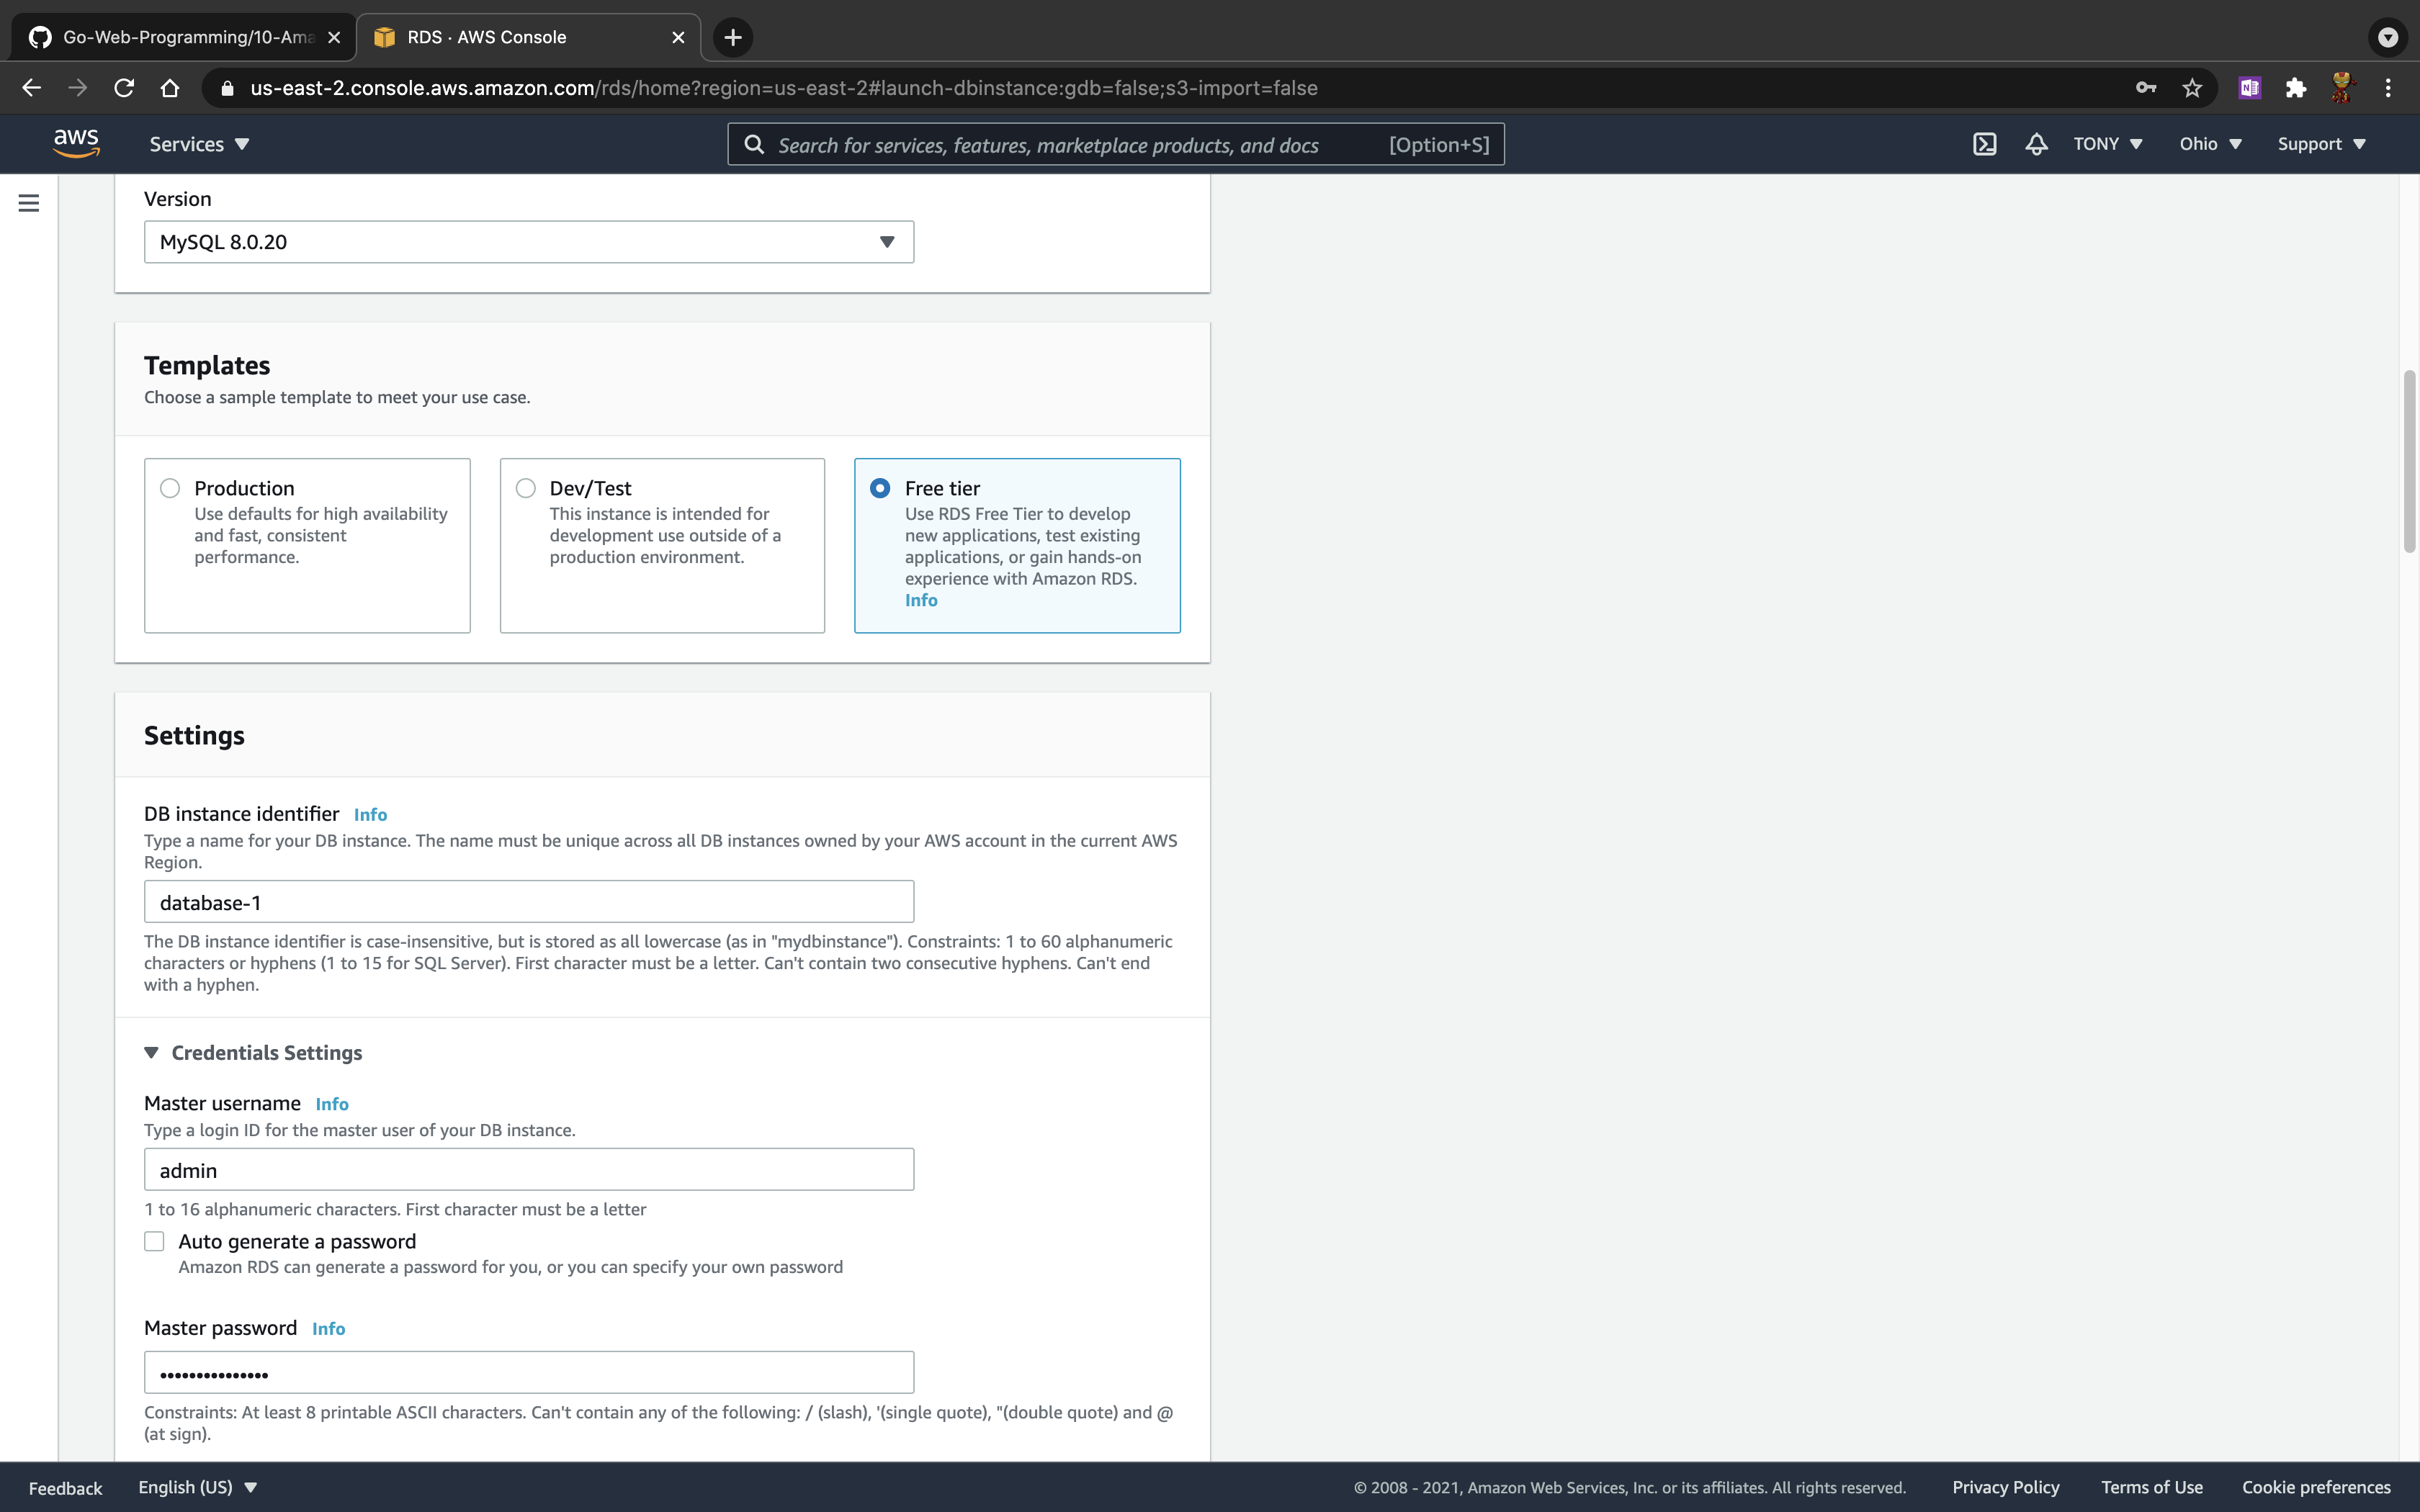 Go-Web-Programming/10-Ama
RDS · AWS Console
us-east-2.console.aws.amazon.com/rds/home?region=us-east-2#launch-dbinstance:gdb=false;s3-import=false
aws
Services
Search for services, features, marketplace products, and docs
[Option+S]
TONY
Ohio
Support
Version
MySQL 8.0.20
Templates
Choose a sample template to meet your use case.
Production
Use defaults for high availability
and fast, consistent
performance.
Dev/Test
This instance is intended for
development use outside of a
production environment.
Free tier
Use RDS Free Tier to develop
new applications, test existing
applications, or gain hands-on
experience with Amazon RDS.
Info
Settings
DB instance identifier Info
Type a name for your DB instance. The name must be unique across all DB instances owned by your AWS account in the current AWS
Region.
database-1
The DB instance identifier is case-insensitive, but is stored as all lowercase (as in "mydbinstance"). Constraints: 1 to 60 alphanumeric
characters or hyphens (1 to 15 for SQL Server). First character must be a letter. Can't contain two consecutive hyphens. Can't end
with a hyphen.
Credentials Settings
Master username Info
Type a login ID for the master user of your DB instance.
admin
1 to 16 alphanumeric characters. First character must be a letter
Auto generate a password
Amazon RDS can generate a password for you, or you can specify your own password
Master password Info
•••••••••••••••
Constraints: At least 8 printable ASCII characters. Can't contain any of the following: / (slash), '(single quote), "(double quote) and @
(at sign).
Feedback
English (US)
© 2008 - 2021, Amazon Web Services, Inc. or its affiliates. All rights reserved.
Privacy Policy
Terms of Use
Cookie preferences